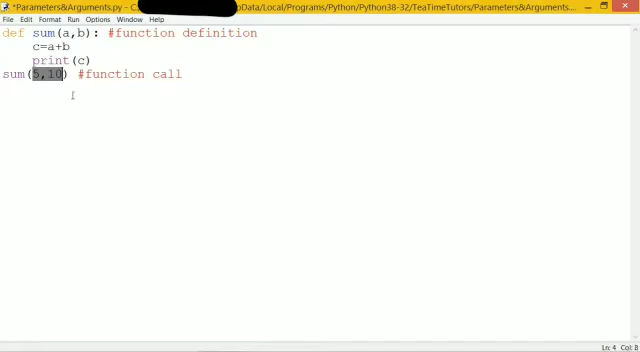 *Parameters&Arguments.py - C:
pData/Local/Programs/Python/Python38-32/TeaTimeTutors/Parameters&Arguments....
File Edit Format Run Options Window Help
def sum(a,b): #function definition
c=a+b
print(c)
sum(5,10) #function call
Ln: 4 Col: 8